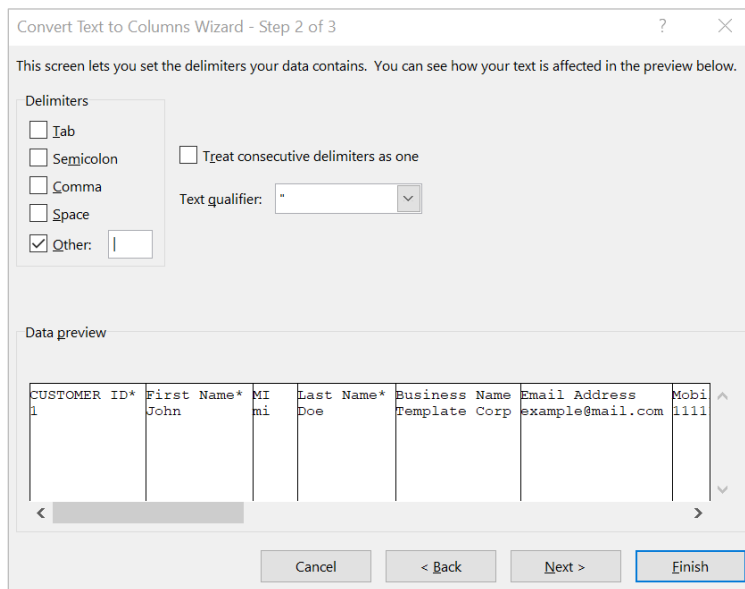 Convert Text to Columns Wizard - Step 2 of 3
This screen lets you set the delimiters your data contains. You can see how your text is affected in the preview below.
Delimiters
Tab
Semicolon
Comma
Space
Other: |
Treat consecutive delimiters as one
Text qualifier: "
Data preview
CUSTOMER ID* First Name* MI Last Name* Business Name Email Address Mobi
1 John mi Doe Template Corp example@mail.com 1111
Cancel < Back Next > Finish